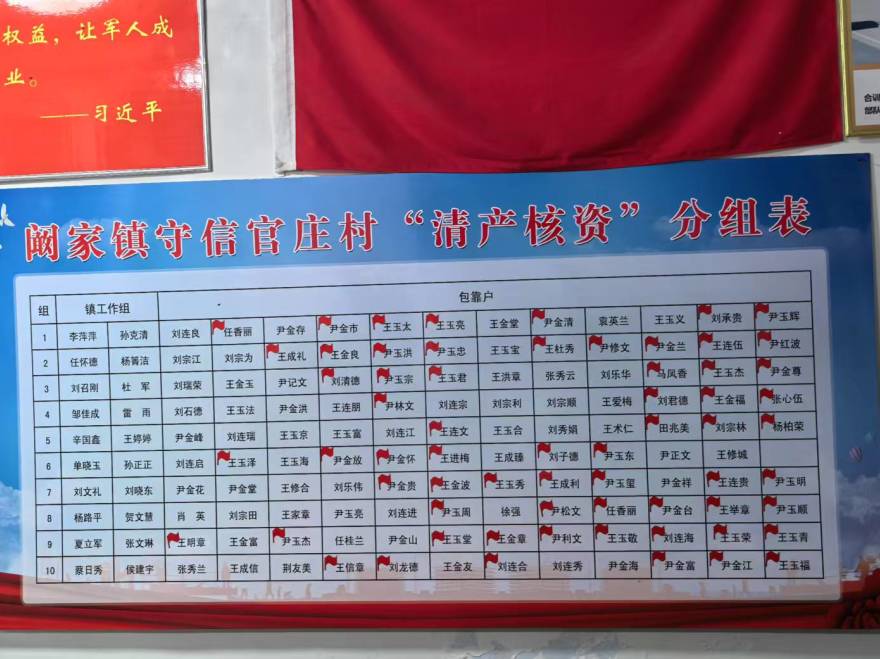 权益，让军人成
业。
——习近平
合训
部队
阚家镇守信官庄村“清产核资”分组表
组 镇工作组 包靠户
1 李萍萍 孙克清 刘连良 任香丽 尹金存 尹金市 王玉太 王玉亮 王金堂 尹金清 袁英兰 王玉义 刘承贵 尹玉辉
2 任怀德 杨菁洁 刘宗江 刘宗为 王成礼 王金良 尹玉洪 尹玉忠 王玉宝 王杜秀 尹修文 尹金兰 王连伍 尹红波
3 刘召刚 杜军 刘瑞荣 王金玉 尹记文 刘清德 尹玉宗 王玉君 王洪章 张秀云 刘乐华 马凤香 王玉杰 尹金尊
4 邹佳成 雷雨 刘石德 王玉法 尹金洪 王连朋 尹林文 刘连宗 刘宗利 刘宗顺 王爱梅 刘君德 王金福 张心伍
5 辛国鑫 王婷婷 尹金峰 刘连瑞 王玉京 王玉富 刘连江 王连文 王玉合 刘秀娟 王术仁 田兆美 刘宗林 杨柏荣
6 单晓玉 孙正正 刘连启 王玉泽 王玉海 尹金放 尹金怀 王进梅 王成臻 刘子德 尹玉东 尹正文 王修城
7 刘文礼 刘晓东 尹金花 尹金堂 王修合 刘乐伟 尹金贵 王金波 王玉秀 王成利 尹玉玺 尹金祥 王连贵 尹玉明
8 杨路平 贺文慧 肖英 刘宗田 王家章 尹玉亮 刘连进 尹玉周 徐强 尹松文 任香丽 尹金台 王举章 尹玉顺
9 夏立军 张文琳 王明章 王金富 尹玉杰 任桂兰 尹金山 王玉堂 王金章 尹利文 王玉敬 刘连海 王玉荣 王玉青
10 蔡日秀 侯建宇 张秀兰 王成信 荆友美 王信章 刘龙德 王金友 刘连合 刘连秀 尹金海 尹金富 尹金江 王玉福